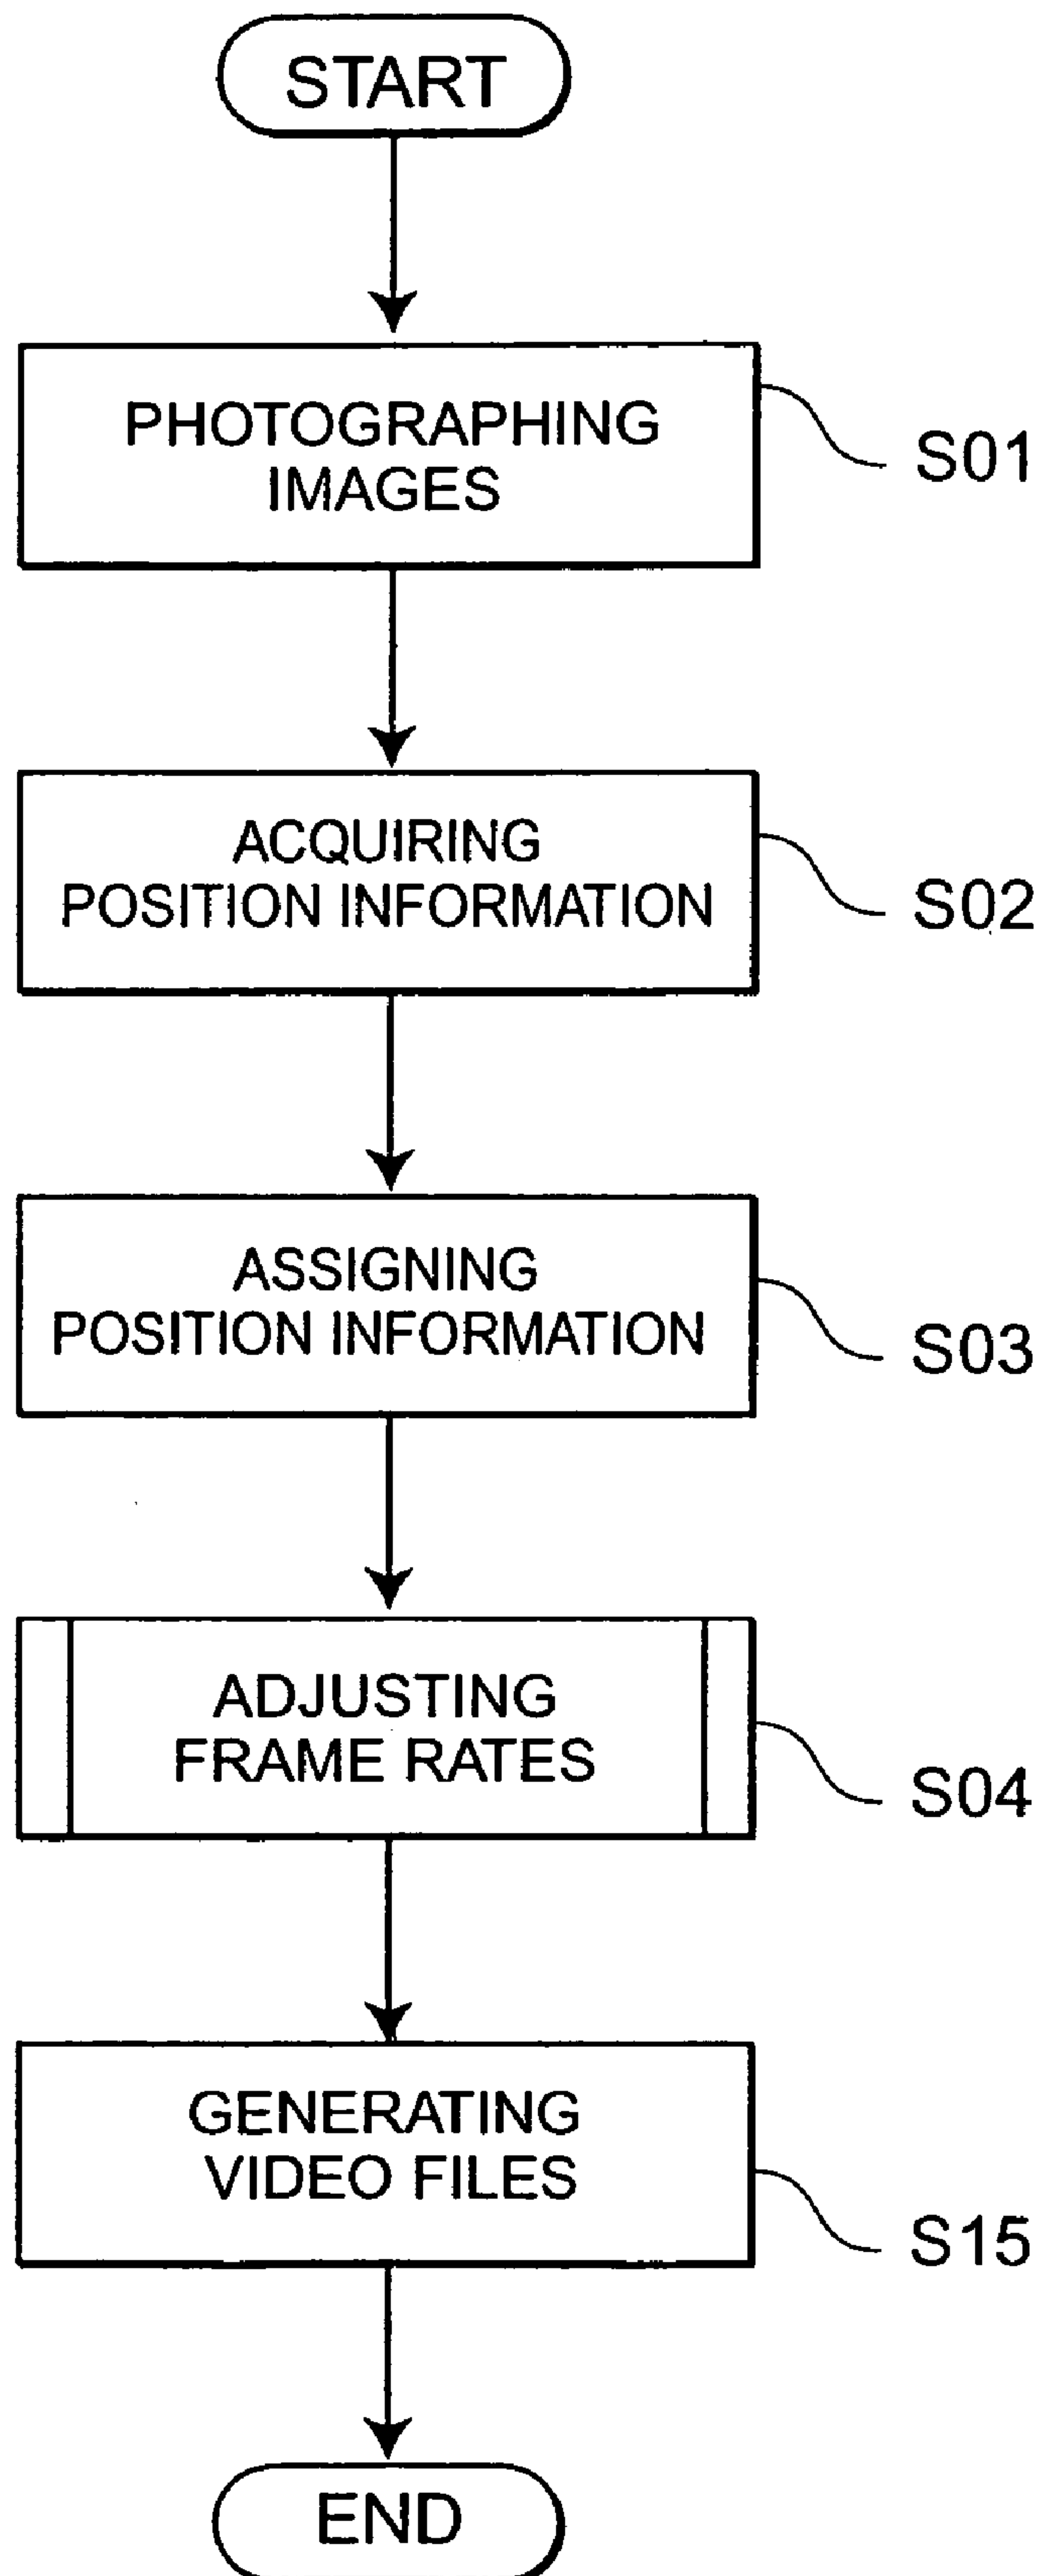 START
PHOTOGRAPHING
IMAGES
S01
ACQUIRING
POSITION INFORMATION
S02
ASSIGNING
POSITION INFORMATION
S03
ADJUSTING
FRAME RATES
S04
GENERATING
VIDEO FILES
S15
END